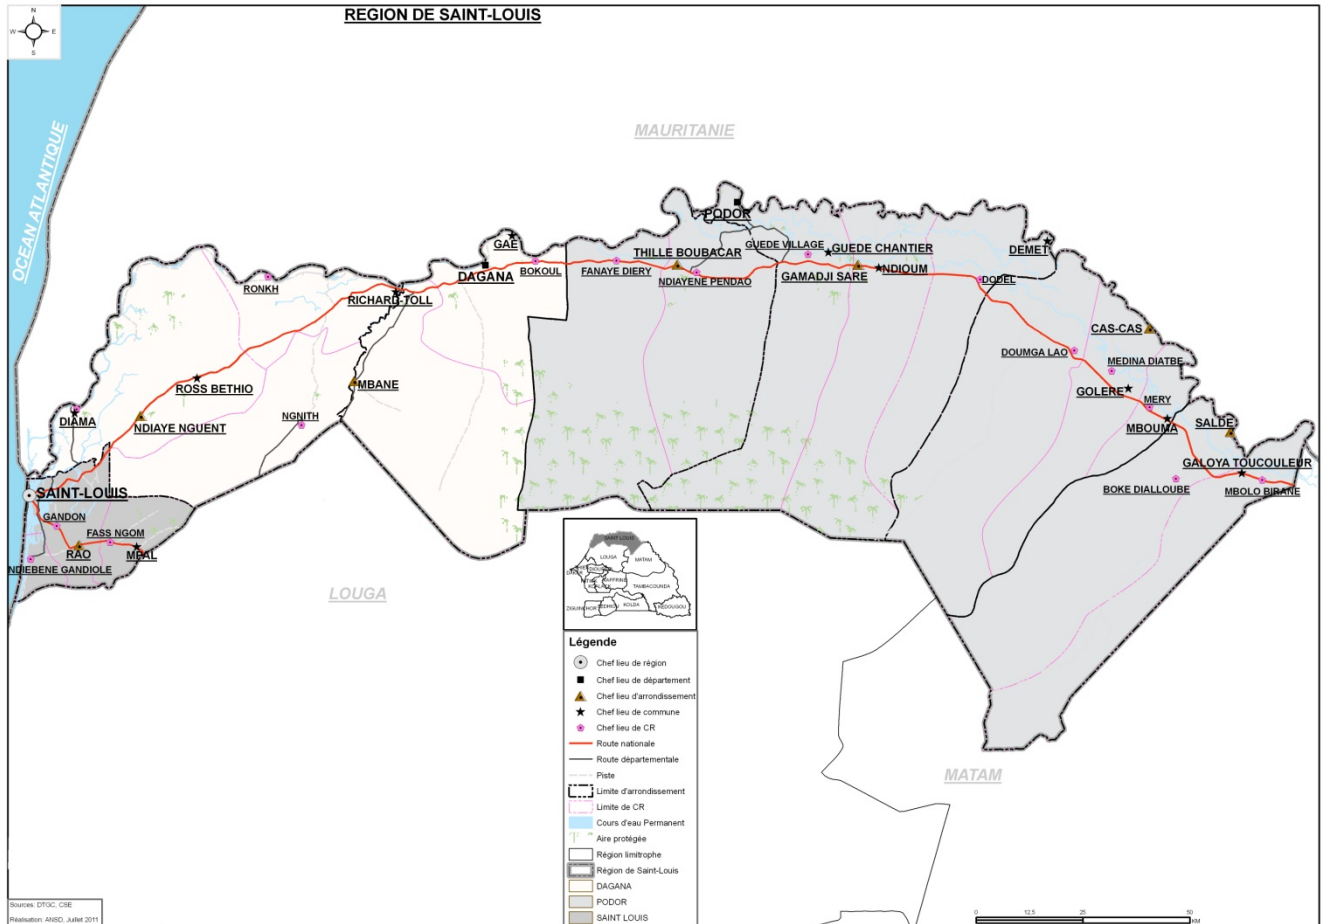 REGION DE SAINT-LOUIS
N
W
E
S
OCEAN ATLANTIQUE
MAURITANIE
PODOR
GAE
DEMET
GUEDE VILLAGE
GUEDE CHANTIER
THILLE BOUBACAR
DAGANA
BOKOUL
FANAYE DIERY
NDIAYENE PENDAO
GAMADJI SARE
NDIOUM
DODEL
RONKH
RICHARD-TOLL
CAS-CAS
DOUMGA LAO
MEDINA DIATBE
ROSS BETHIO
MBANE
GOLERE
MERY
DIAMA
NDIAYE NGUENT
NGNITH
MBOUMA
SALDE
GALOYA TOUCOULEUR
SAINT-LOUIS
BOKE DIALLOUBE
MBOLO BIRANE
GANDON
FASS NGOM
RAO
MPAL
NDIEBENE GANDIOLE
LOUGA
MATAM
SAINT LOUIS
LOUGA
MATAM
TAMBACOUNDA
KOLDA
KEDOUGOU
Légende
Chef lieu de région
Chef lieu de département
Chef lieu d'arrondissement
Chef lieu de commune
Chef lieu de CR
Route nationale
Route départementale
Piste
Limite d'arrondissement
Limite de CR
Cours d'eau Permanent
Aire protégée
Région limitrophe
Région de Saint-Louis
DAGANA
PODOR
SAINT LOUIS
Sources: DTGC, CSE
Réalisation: ANSD, Juillet 2011
0 12,5 25 50
KM